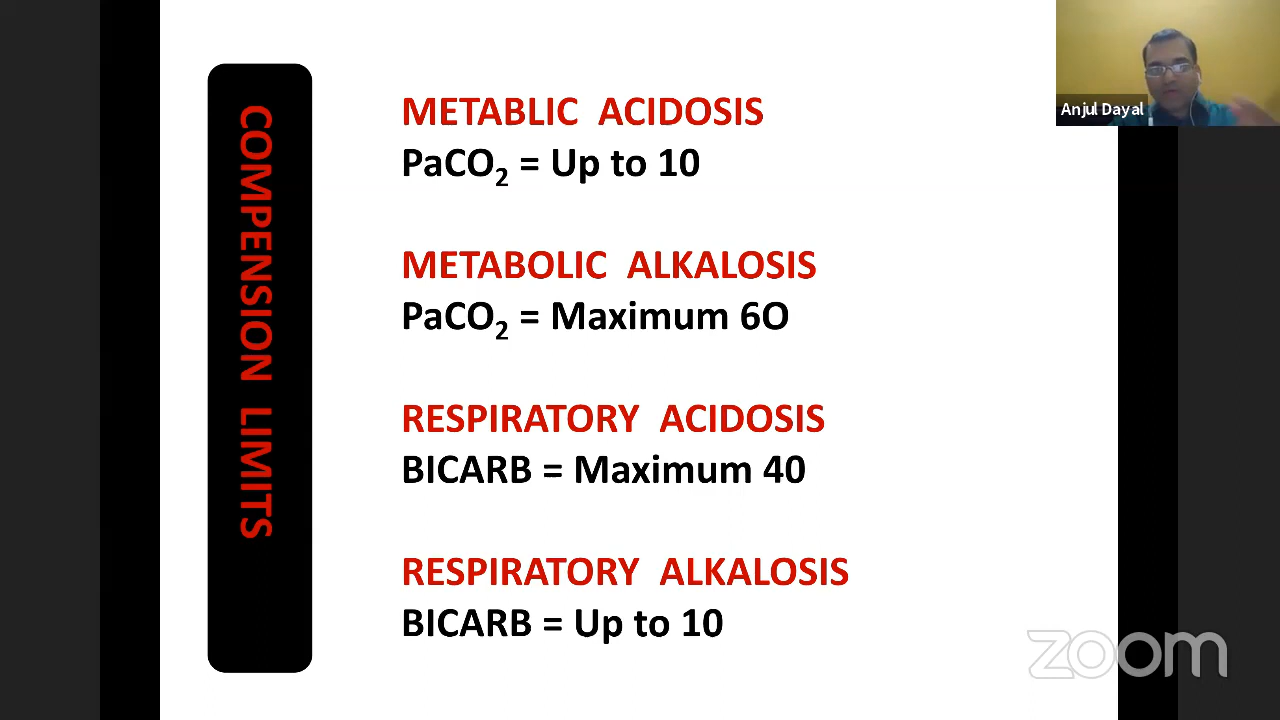 COMPENSION LIMITS
METABLIC ACIDOSIS
PaCO₂ = Up to 10
METABOLIC ALKALOSIS
PaCO₂ = Maximum 6O
RESPIRATORY ACIDOSIS
BICARB = Maximum 40
RESPIRATORY ALKALOSIS
BICARB = Up to 10
Anjul Dayal
zoom